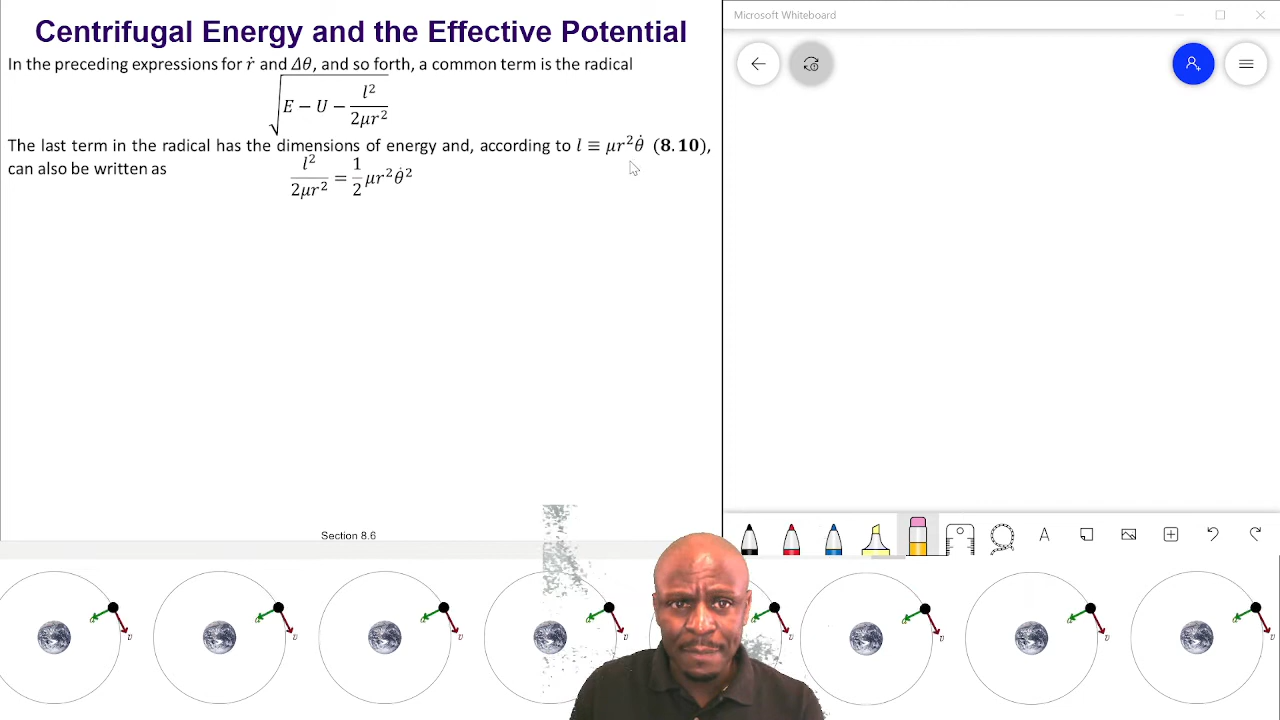 Centrifugal Energy and the Effective Potential
In the preceding expressions for ṙ and Δθ, and so forth, a common term is the radical
√(E − U − l²/2μr²)
The last term in the radical has the dimensions of energy and, according to l ≡ μr²θ̇ (8.10),
can also be written as
l²/2μr² = 1/2 μr²θ̇²
Section 8.6
Microsoft Whiteboard
A
a v
a v
a v
a
a v
a v
a v